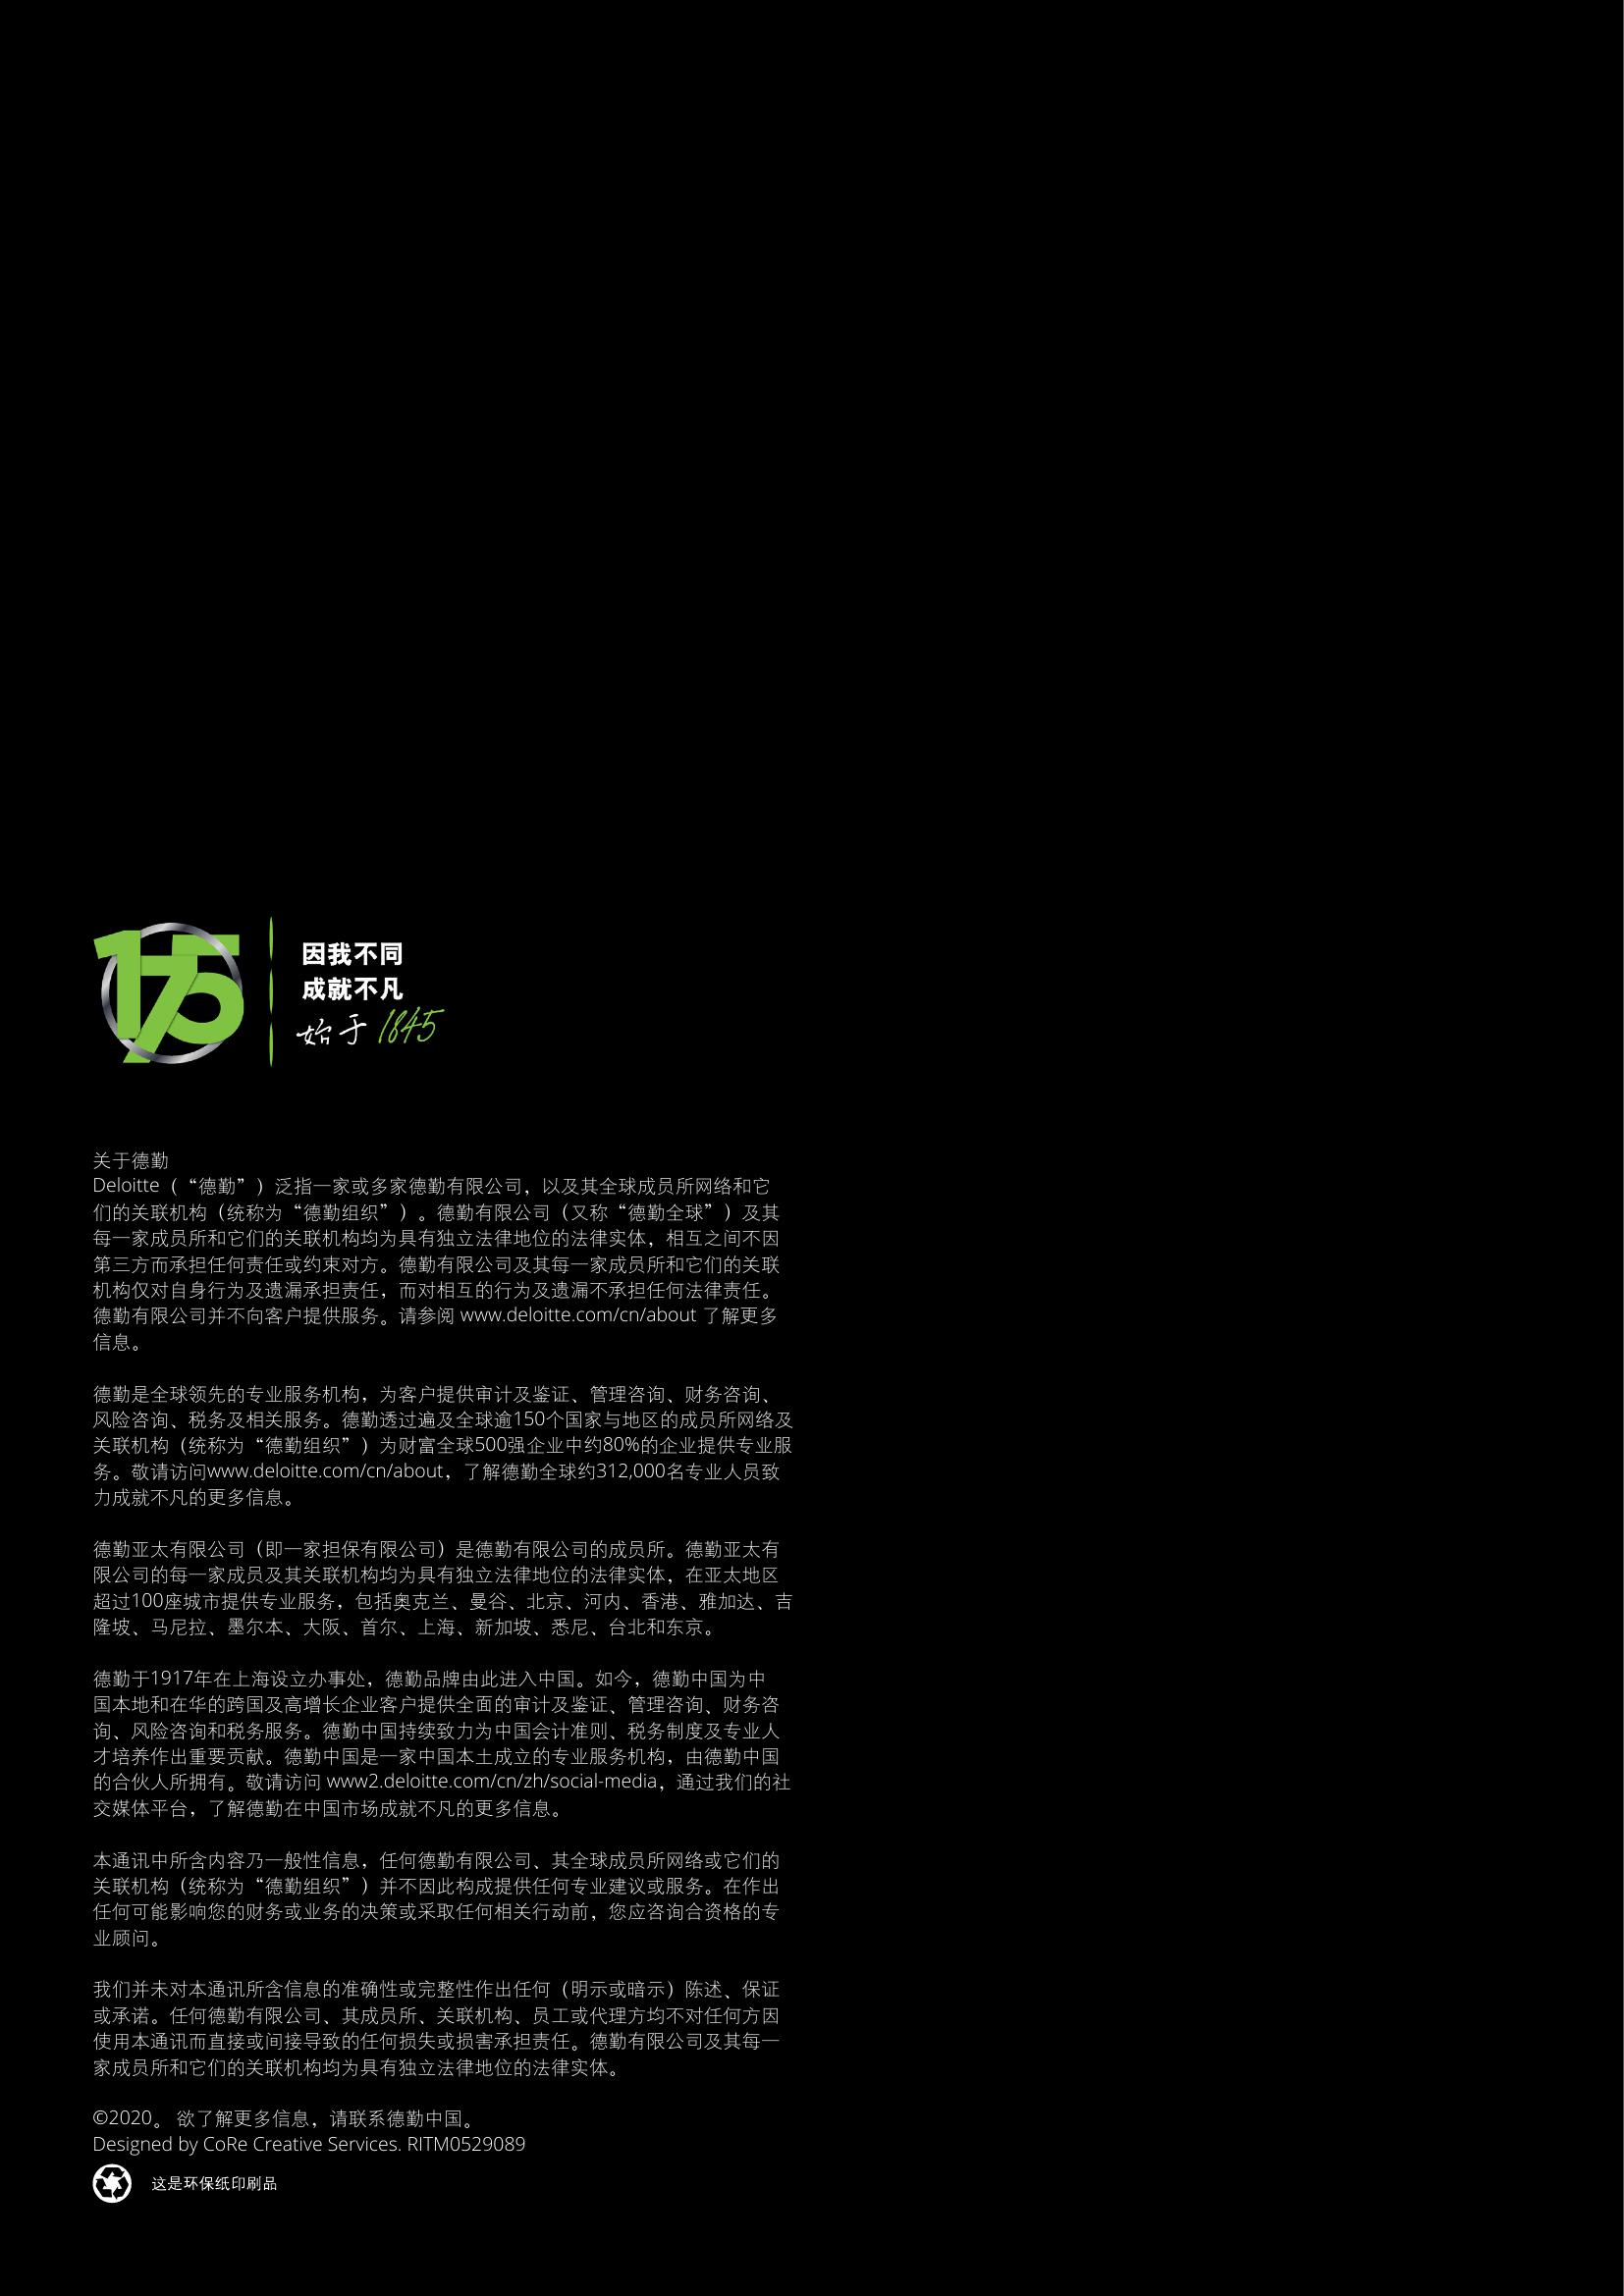 175
因我不同
成就不凡
始于 1845
关于德勤
Deloitte（“德勤”）泛指一家或多家德勤有限公司，以及其全球成员所网络和它
们的关联机构（统称为“德勤组织”）。德勤有限公司（又称“德勤全球”）及其
每一家成员所和它们的关联机构均为具有独立法律地位的法律实体，相互之间不因
第三方而承担任何责任或约束对方。德勤有限公司及其每一家成员所和它们的关联
机构仅对自身行为及遗漏承担责任，而对相互的行为及遗漏不承担任何法律责任。
德勤有限公司并不向客户提供服务。请参阅 www.deloitte.com/cn/about 了解更多
信息。
德勤是全球领先的专业服务机构，为客户提供审计及鉴证、管理咨询、财务咨询、
风险咨询、税务及相关服务。德勤透过遍及全球逾150个国家与地区的成员所网络及
关联机构（统称为“德勤组织”）为财富全球500强企业中约80%的企业提供专业服
务。敬请访问www.deloitte.com/cn/about，了解德勤全球约312,000名专业人员致
力成就不凡的更多信息。
德勤亚太有限公司（即一家担保有限公司）是德勤有限公司的成员所。德勤亚太有
限公司的每一家成员及其关联机构均为具有独立法律地位的法律实体，在亚太地区
超过100座城市提供专业服务，包括奥克兰、曼谷、北京、河内、香港、雅加达、吉
隆坡、马尼拉、墨尔本、大阪、首尔、上海、新加坡、悉尼、台北和东京。
德勤于1917年在上海设立办事处，德勤品牌由此进入中国。如今，德勤中国为中
国本地和在华的跨国及高增长企业客户提供全面的审计及鉴证、管理咨询、财务咨
询、风险咨询和税务服务。德勤中国持续致力为中国会计准则、税务制度及专业人
才培养作出重要贡献。德勤中国是一家中国本土成立的专业服务机构，由德勤中国
的合伙人所拥有。敬请访问 www2.deloitte.com/cn/zh/social-media，通过我们的社
交媒体平台，了解德勤在中国市场成就不凡的更多信息。
本通讯中所含内容乃一般性信息，任何德勤有限公司、其全球成员所网络或它们的
关联机构（统称为“德勤组织”）并不因此构成提供任何专业建议或服务。在作出
任何可能影响您的财务或业务的决策或采取任何相关行动前，您应咨询合资格的专
业顾问。
我们并未对本通讯所含信息的准确性或完整性作出任何（明示或暗示）陈述、保证
或承诺。任何德勤有限公司、其成员所、关联机构、员工或代理方均不对任何方因
使用本通讯而直接或间接导致的任何损失或损害承担责任。德勤有限公司及其每一
家成员所和它们的关联机构均为具有独立法律地位的法律实体。
©2020。 欲了解更多信息，请联系德勤中国。
Designed by CoRe Creative Services. RITM0529089
这是环保纸印刷品